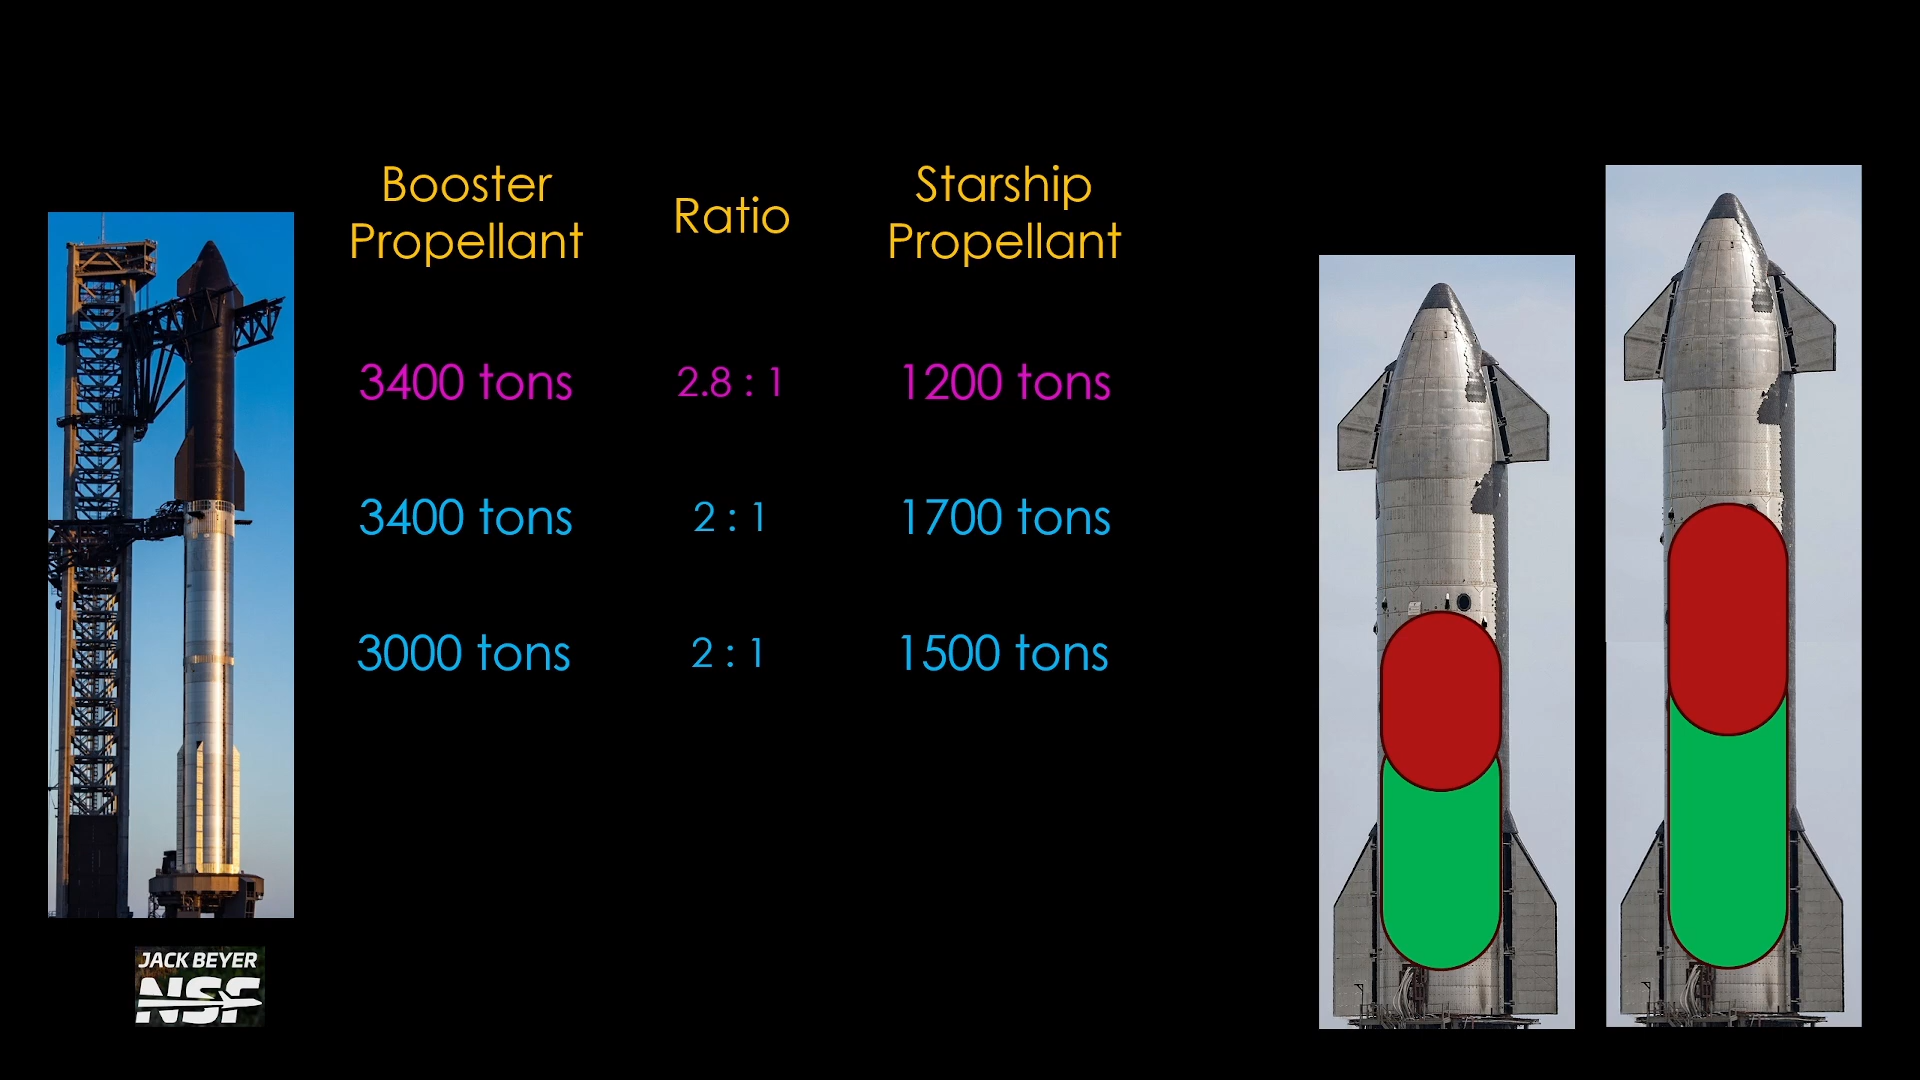 Booster
Propellant
Ratio
Starship
Propellant
3400 tons
2.8 : 1
1200 tons
3400 tons
2 : 1
1700 tons
3000 tons
2 : 1
1500 tons
JACK BEYER
NSF